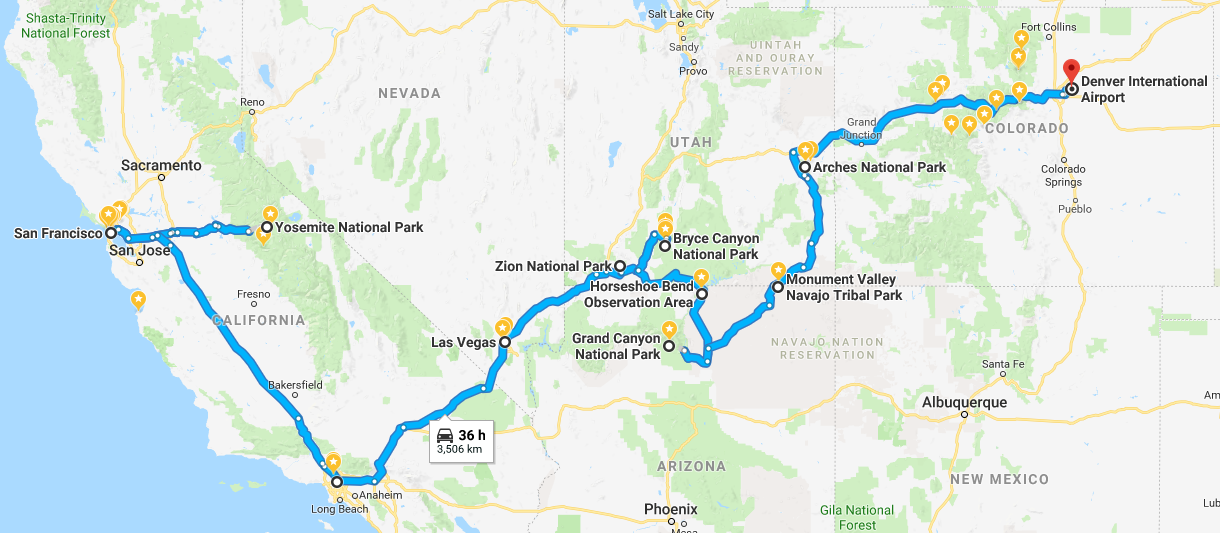 Shasta-Trinity
National Forest
Salt Lake City
Sandy
Provo
UINTAH
AND OURAY
RESERVATION
Fort Collins
Denver International
Airport
NEVADA
Reno
UTAH
Grand
Junction
COLORADO
Colorado
Springs
Pueblo
Sacramento
Arches National Park
San Francisco
Yosemite National Park
San Jose
Bryce Canyon
National Park
Zion National Park
Horseshoe Bend
Observation Area
Monument Valley
Navajo Tribal Park
Fresno
CALIFORNIA
Las Vegas
Grand Canyon
National Park
NAVAJO NATION
RESERVATION
Santa Fe
Bakersfield
Albuquerque
Am
36 h
3,506 km
ARIZONA
NEW MEXICO
Anaheim
Long Beach
Phoenix
Mesa
Gila National
Forest
Lub